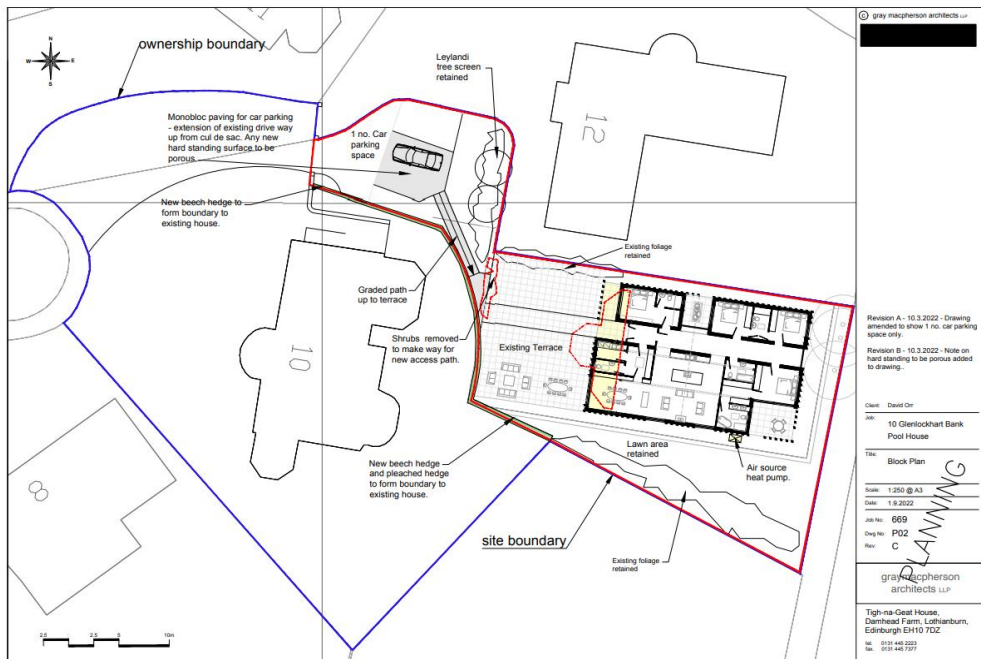 © gray macpherson architects LLP
ownership boundary
N
W
E
S
Leylandi
tree screen
retained
Monobloc paving for car parking
- extension of existing drive way
up from cul de sac. Any new
hard standing surface to be
porous.
1 no. Car
parking
space
12
New beech hedge to
form boundary to
existing house.
Existing foliage
retained
Graded path
up to terrace
Shrubs removed
to make way for
new access path.
Existing Terrace
10
8
Lawn area
retained
Air source
heat pump.
New beech hedge
and pleached hedge
to form boundary to
existing house.
site boundary
Existing foliage
retained
2.5
2.5
5
10m
Revision A - 10.3.2022 - Drawing
amended to show 1 no. car parking
space only.
Revision B - 10.3.2022 - Note on
hard standing to be porous added
to drawing..
Client: David Orr
Job:
10 Glenlockhart Bank
Pool House
Title:
Block Plan
Scale: 1:250 @ A3
Date: 1.9.2022
Job No: 669
Dwg No: P02
Rev: C
PLANNING
graymacpherson
architects LLP
Tigh-na-Geat House,
Damhead Farm, Lothianburn,
Edinburgh EH10 7DZ
tel. 0131 445 2223
fax. 0131 445 7377